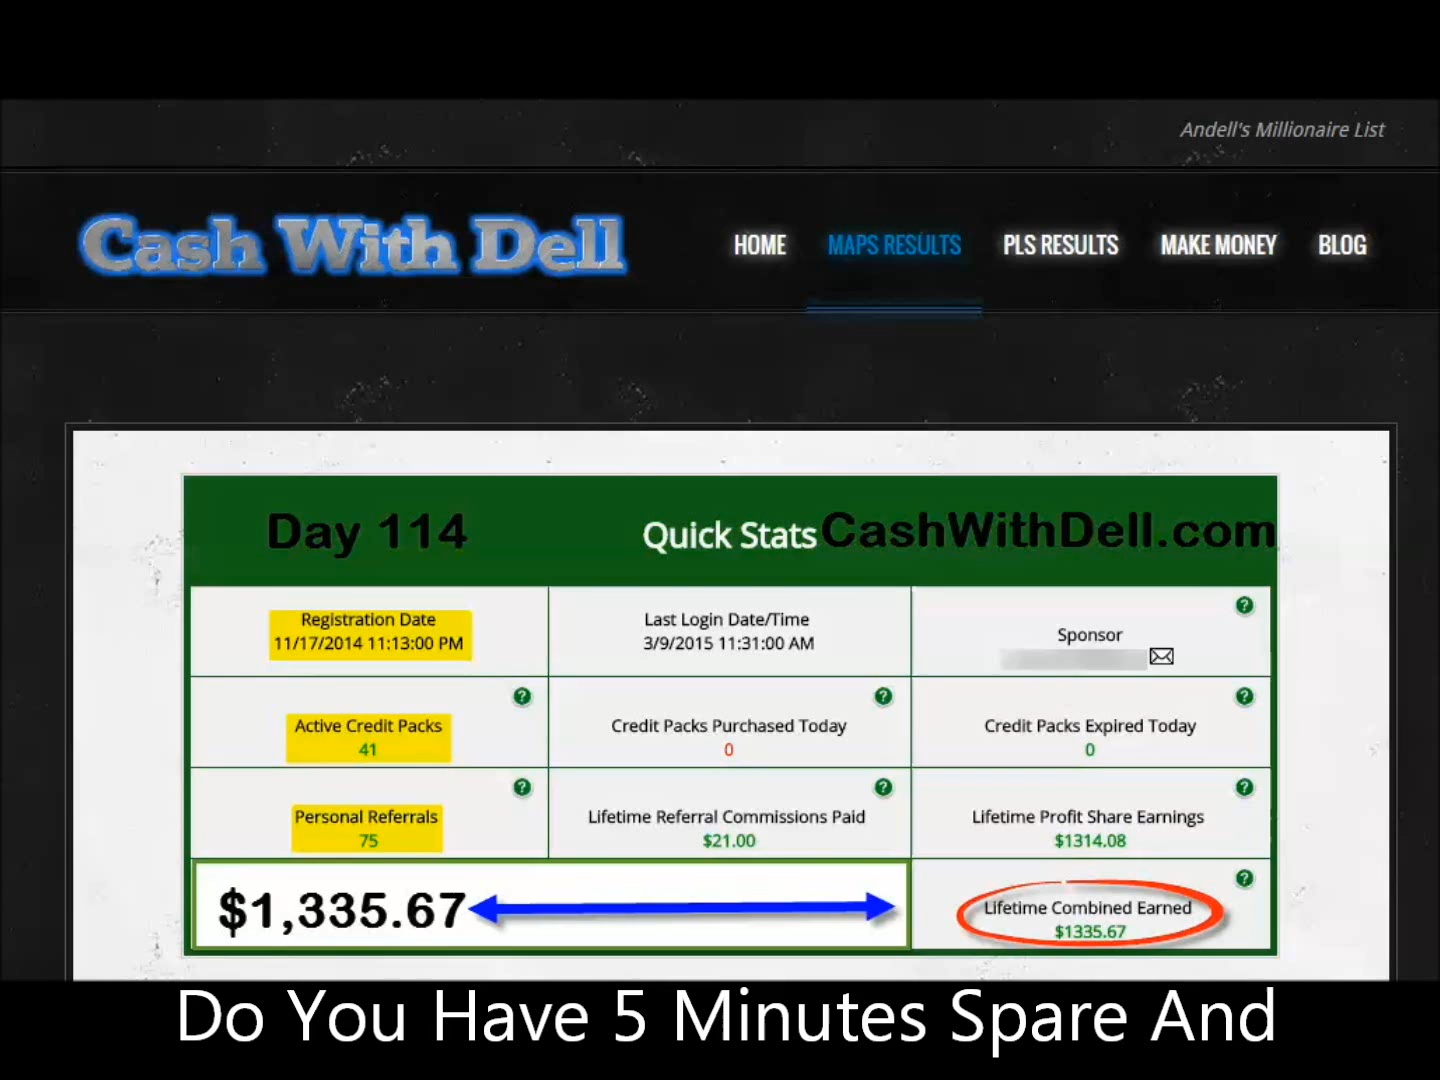 Andell's Millionaire List
Cash With Dell
HOME MAPS RESULTS PLS RESULTS MAKE MONEY BLOG
Day 114 Quick Stats CashWithDell.com
Registration Date
11/17/2014 11:13:00 PM
Last Login Date/Time
3/9/2015 11:31:00 AM
Sponsor
Active Credit Packs
41
Credit Packs Purchased Today
0
Credit Packs Expired Today
0
Personal Referrals
75
Lifetime Referral Commissions Paid
$21.00
Lifetime Profit Share Earnings
$1314.08
$1,335.67
Lifetime Combined Earned
$1335.67
Do You Have 5 Minutes Spare And